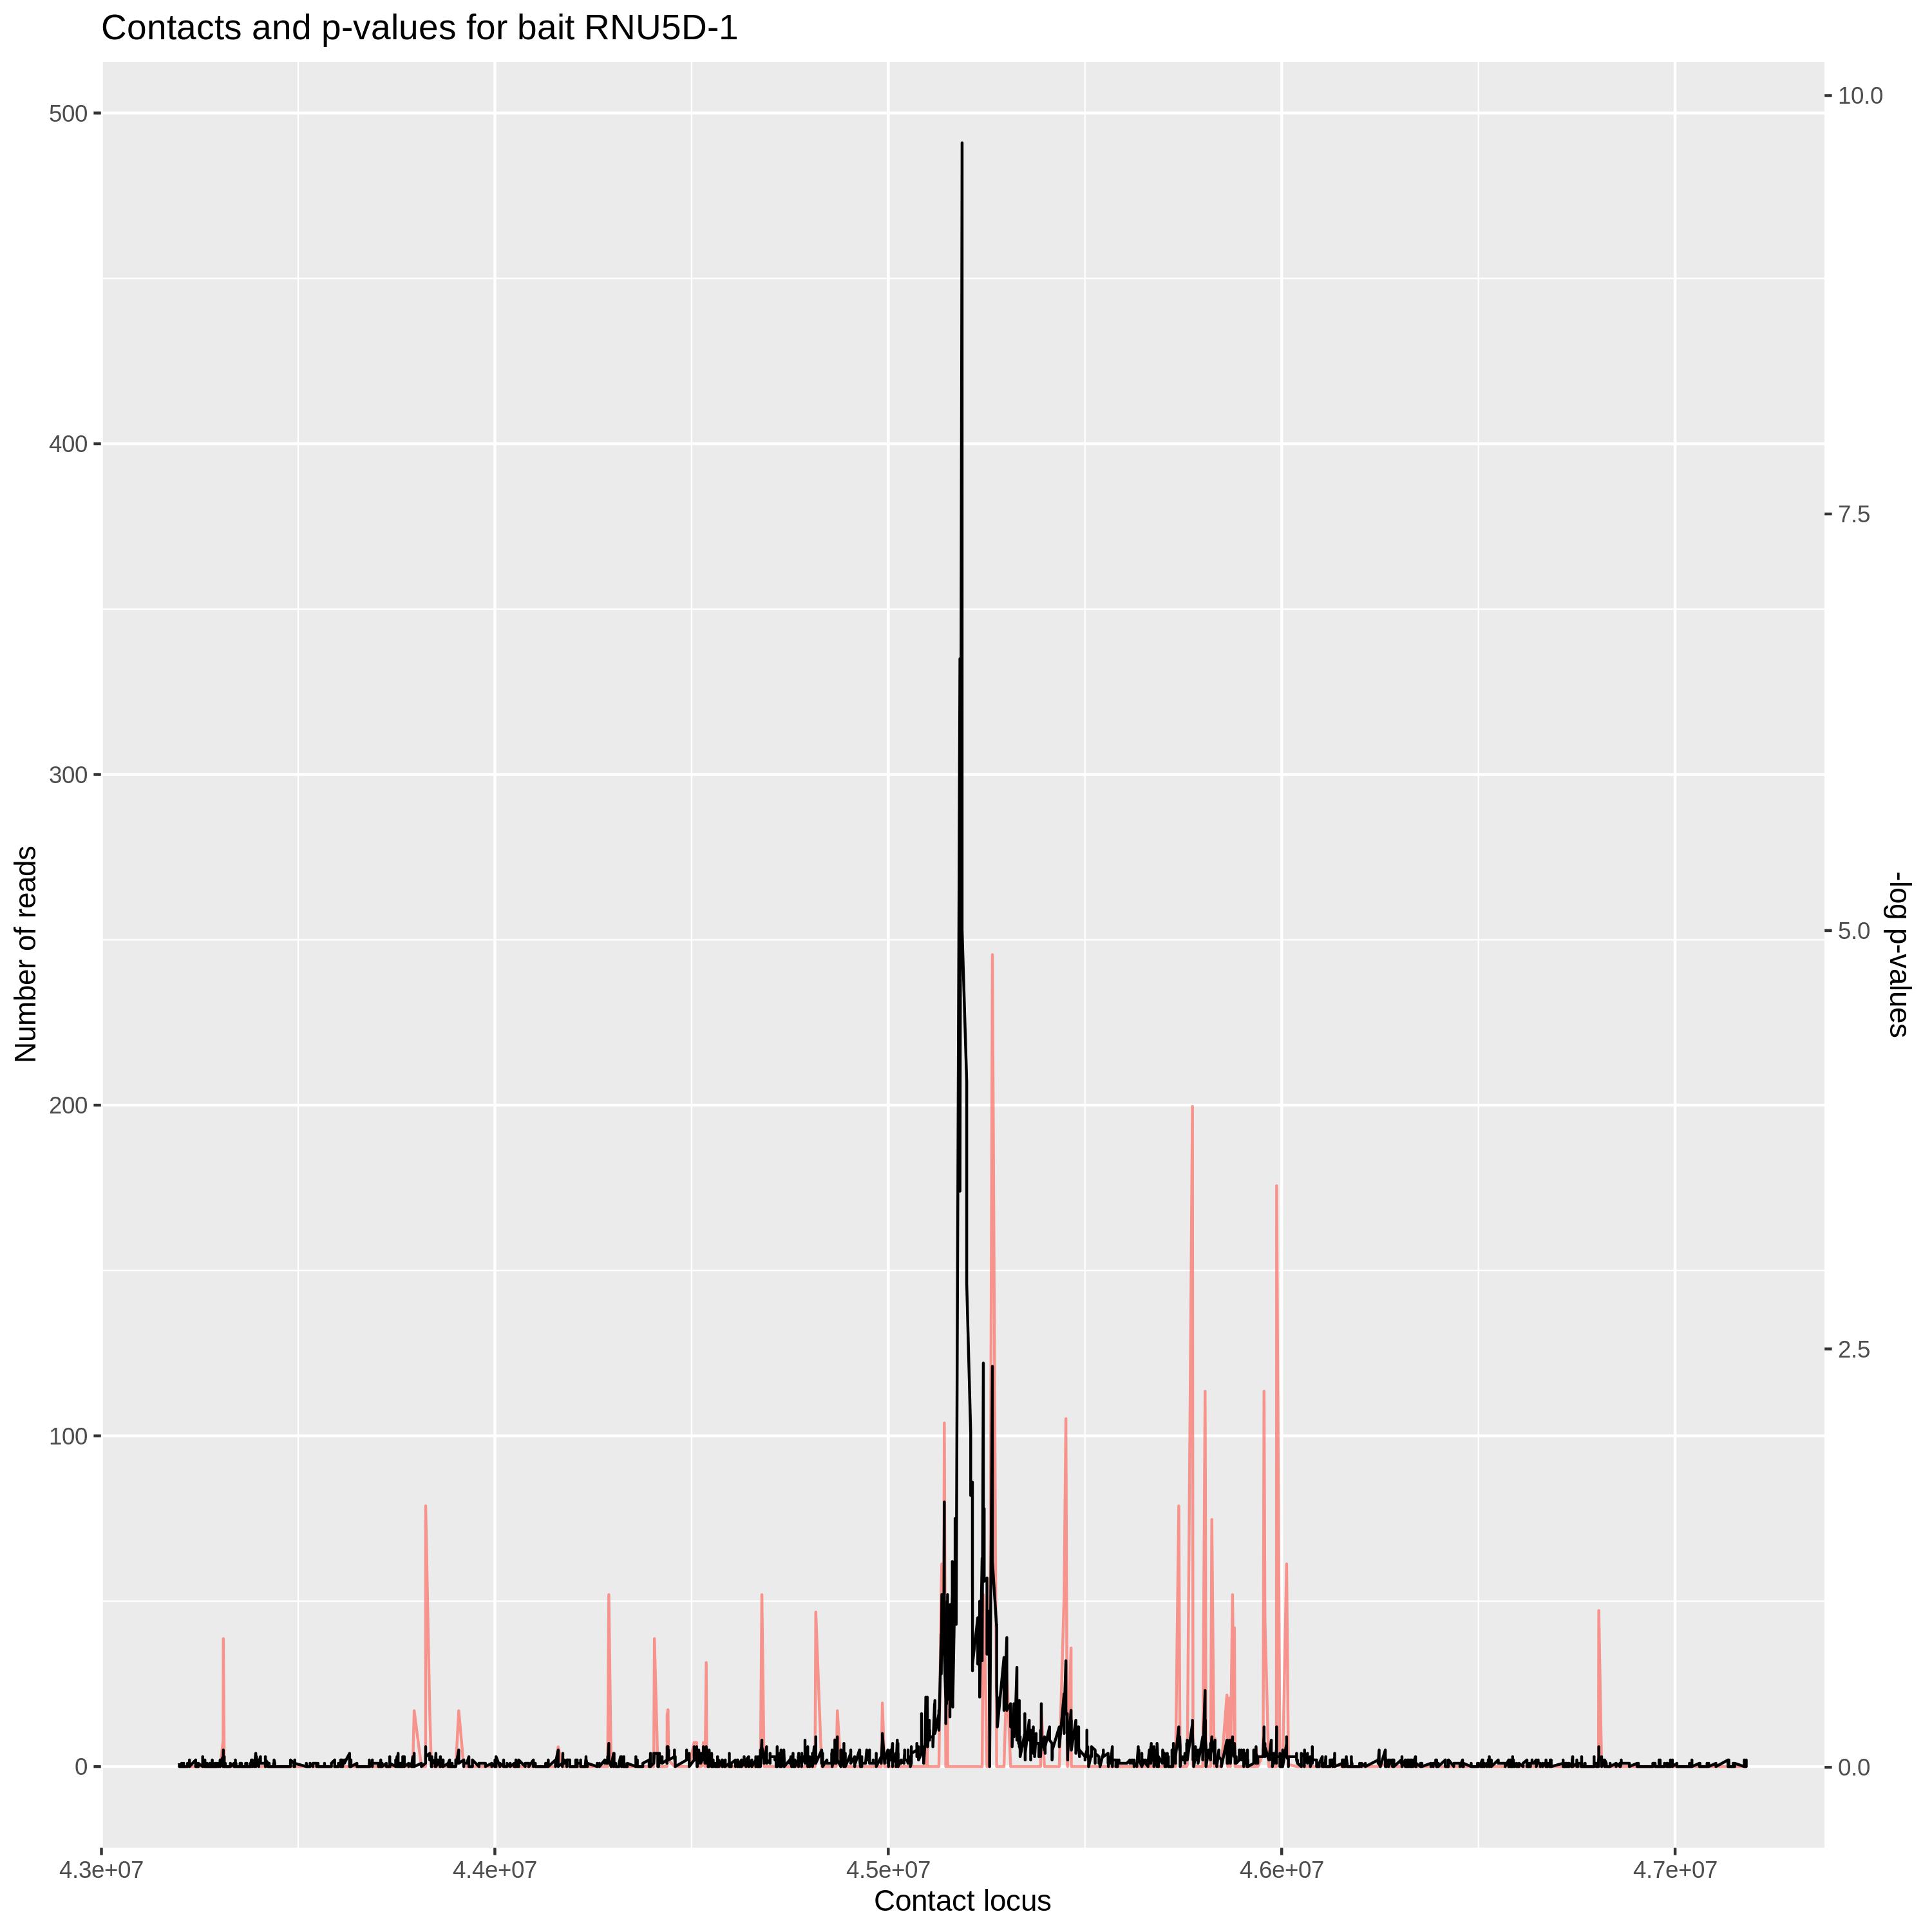 Contacts and p-values for bait RNU5D-1
500
400
300
200
100
0
Number of reads
10.0
7.5
5.0
2.5
0.0
-log p-values
4.3e+07
4.4e+07
4.5e+07
4.6e+07
4.7e+07
Contact locus